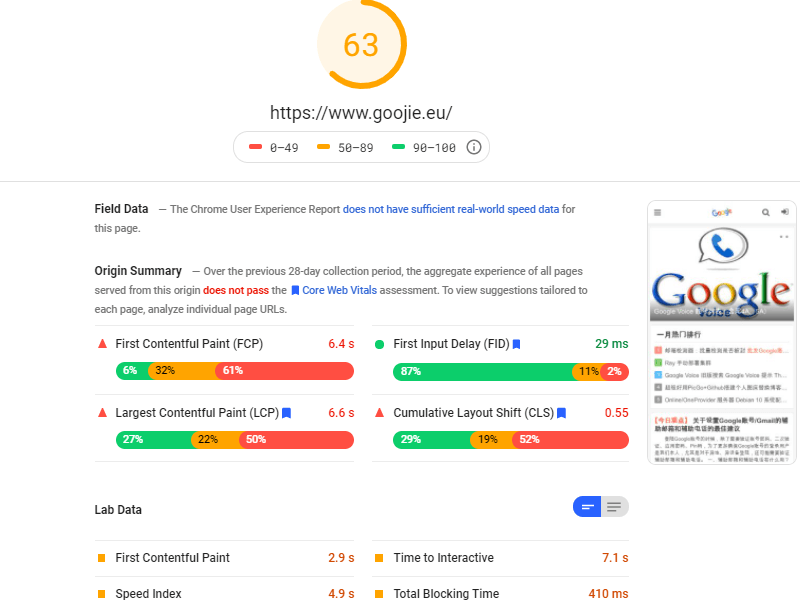 63
https://www.goojie.eu/
0–49 50–89 90–100
Field Data — The Chrome User Experience Report does not have sufficient real-world speed data for
this page.
Origin Summary — Over the previous 28-day collection period, the aggregate experience of all pages
served from this origin does not pass the Core Web Vitals assessment. To view suggestions tailored to
each page, analyze individual page URLs.
First Contentful Paint (FCP) 6.4 s
6% 32% 61%
First Input Delay (FID) 29 ms
87% 11% 2%
Largest Contentful Paint (LCP) 6.6 s
27% 22% 50%
Cumulative Layout Shift (CLS) 0.55
29% 19% 52%
Lab Data
First Contentful Paint 2.9 s
Time to Interactive 7.1 s
Speed Index 4.9 s
Total Blocking Time 410 ms
Google
Google
voice
一月热门排行